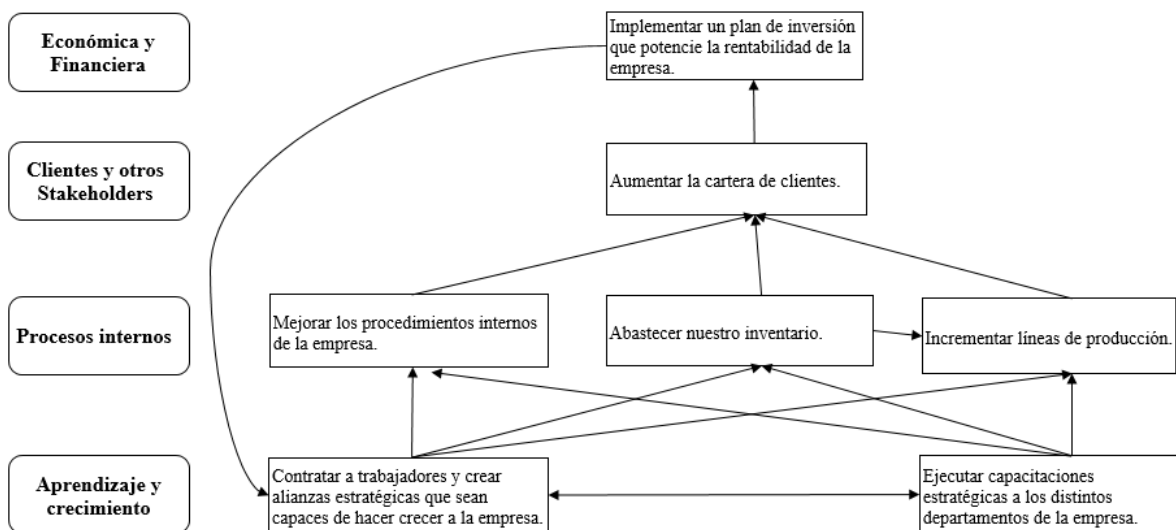 Económica y
Financiera
Implementar un plan de inversión
que potencie la rentabilidad de la
empresa.
Clientes y otros
Stakeholders
Aumentar la cartera de clientes.
Procesos internos
Mejorar los procedimientos internos
de la empresa.
Abastecer nuestro inventario.
Incrementar líneas de producción.
Aprendizaje y
crecimiento
Contratar a trabajadores y crear
alianzas estratégicas que sean
capaces de hacer crecer a la empresa.
Ejecutar capacitaciones
estratégicas a los distintos
departamentos de la empresa.